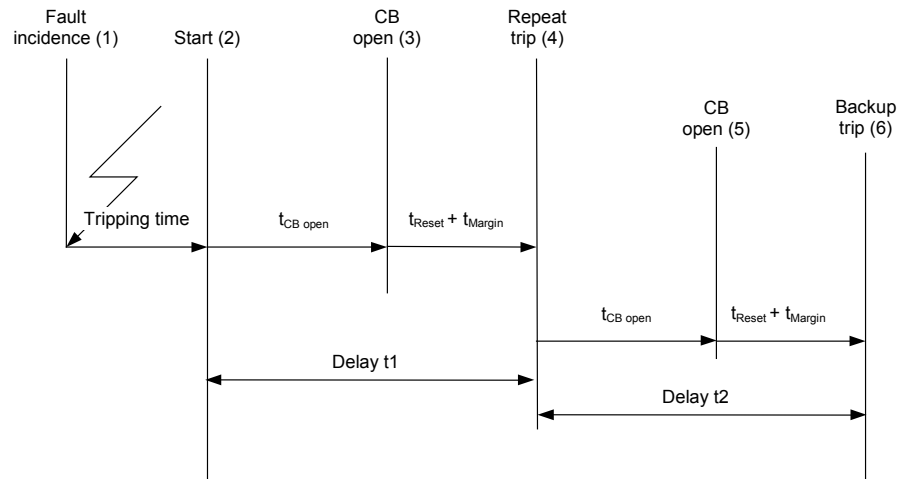 Fault
incidence (1)
Start (2)
CB
open (3)
Repeat
trip (4)
CB
open (5)
Backup
trip (6)
Tripping time
tCB open
tReset + tMargin
tCB open
tReset + tMargin
Delay t1
Delay t2